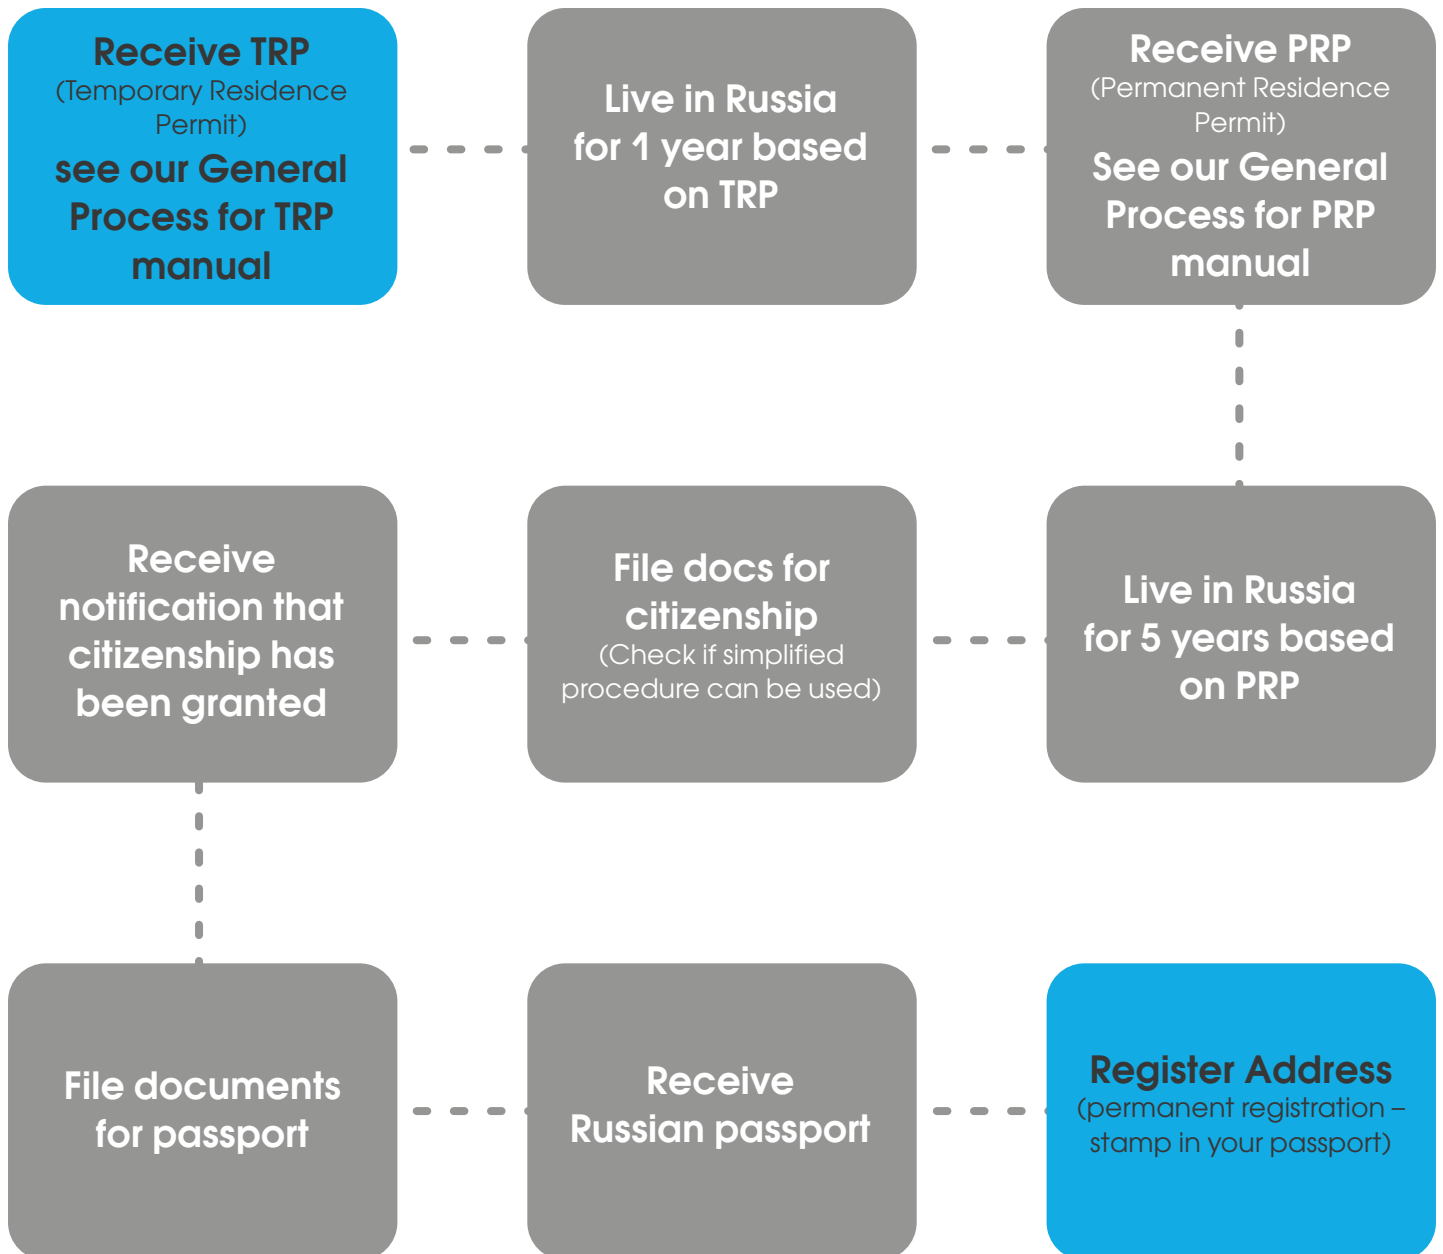 Receive TRP
(Temporary Residence
Permit)
see our General
Process for TRP
manual
Live in Russia
for 1 year based
on TRP
Receive PRP
(Permanent Residence
Permit)
See our General
Process for PRP
manual
Live in Russia
for 5 years based
on PRP
File docs for
citizenship
(Check if simplified
procedure can be used)
Receive
notification that
citizenship has
been granted
File documents
for passport
Receive
Russian passport
Register Address
(permanent registration –
stamp in your passport)